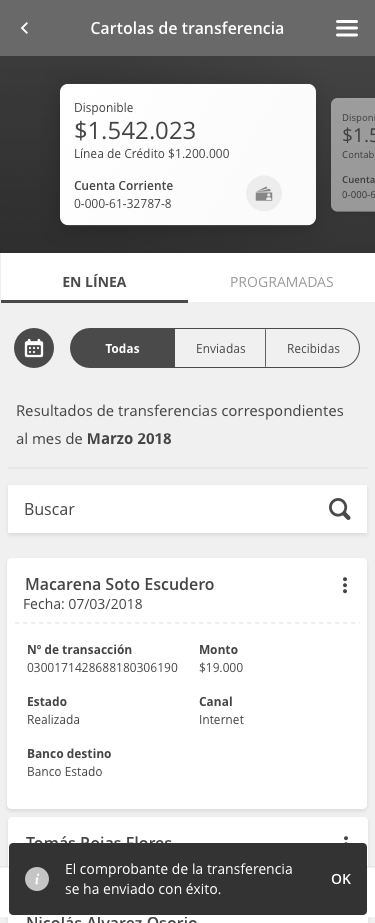 Cartolas de transferencia
Disponible
$1.542.023
Línea de Crédito $1.200.000
Cuenta Corriente
0-000-61-32787-8
Disponi
$1.5
Contab
Cuenta
0-000-6
EN LÍNEA
PROGRAMADAS
Todas
Enviadas
Recibidas
Resultados de transferencias correspondientes
al mes de Marzo 2018
Buscar
Macarena Soto Escudero
Fecha: 07/03/2018
Nº de transacción
Monto
0300171428688180306190
$19.000
Estado
Canal
Realizada
Internet
Banco destino
Banco Estado
Tomás Rojas Flores
El comprobante de la transferencia
se ha enviado con éxito.
OK
Nicolás Alvarez Osorio